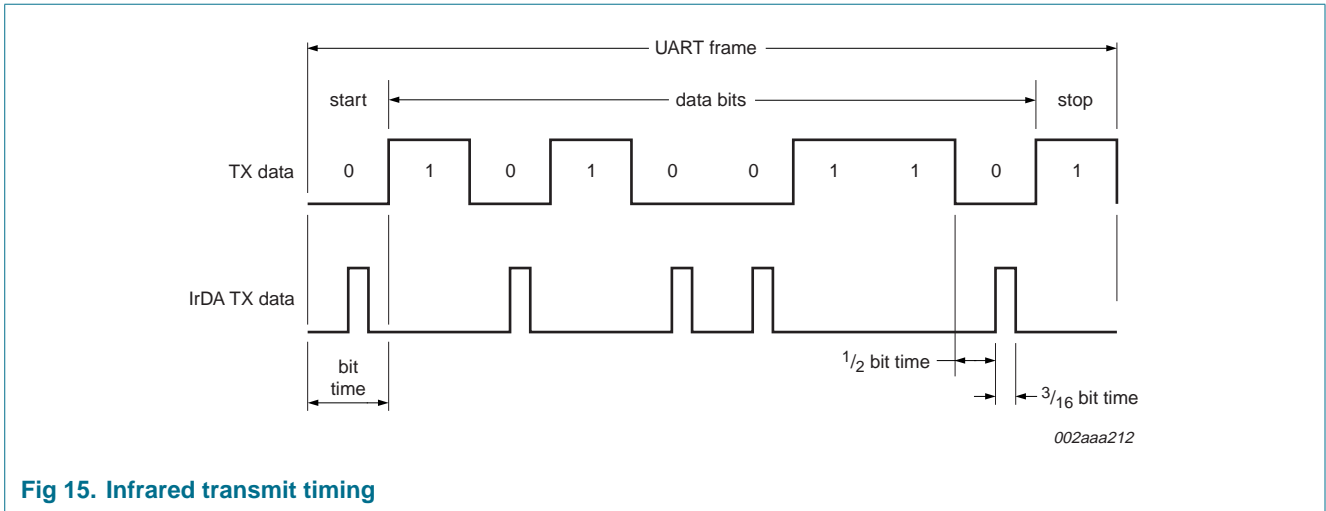 UART frame
start data bits stop
TX data 0 1 0 1 0 0 1 1 0 1
IrDA TX data
bit
time
1/2 bit time
3/16 bit time
002aaa212
Fig 15. Infrared transmit timing